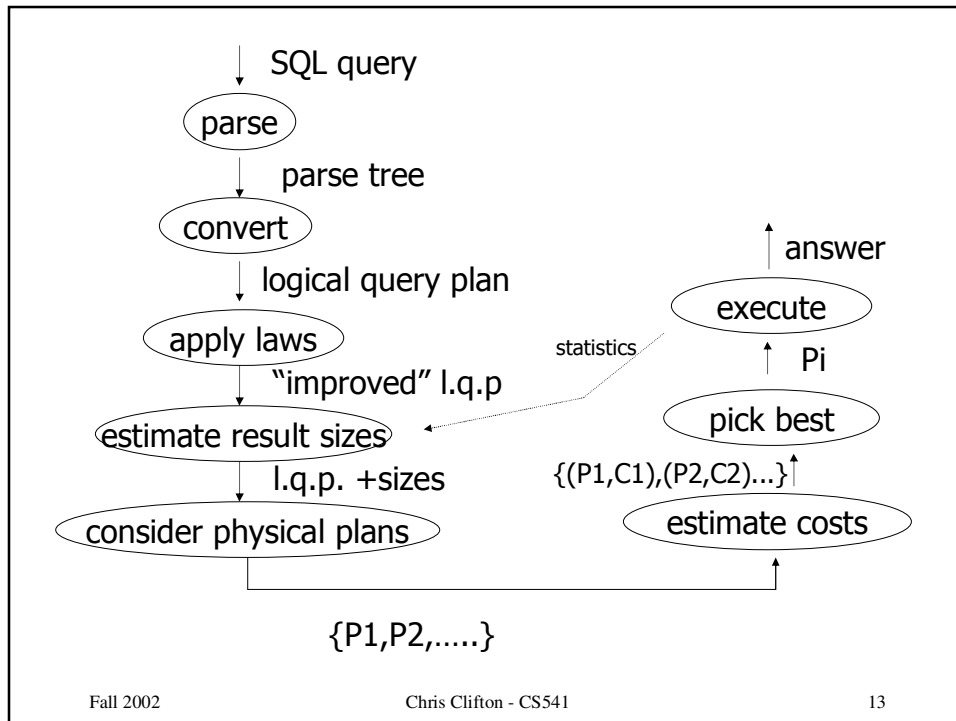 SQL query
parse
parse tree
convert
logical query plan
apply laws
“improved” l.q.p
estimate result sizes
l.q.p. +sizes
consider physical plans
{P1,P2,.....}
estimate costs
{(P1,C1),(P2,C2)...}
pick best
Pi
execute
answer
statistics
Fall 2002
Chris Clifton - CS541
13